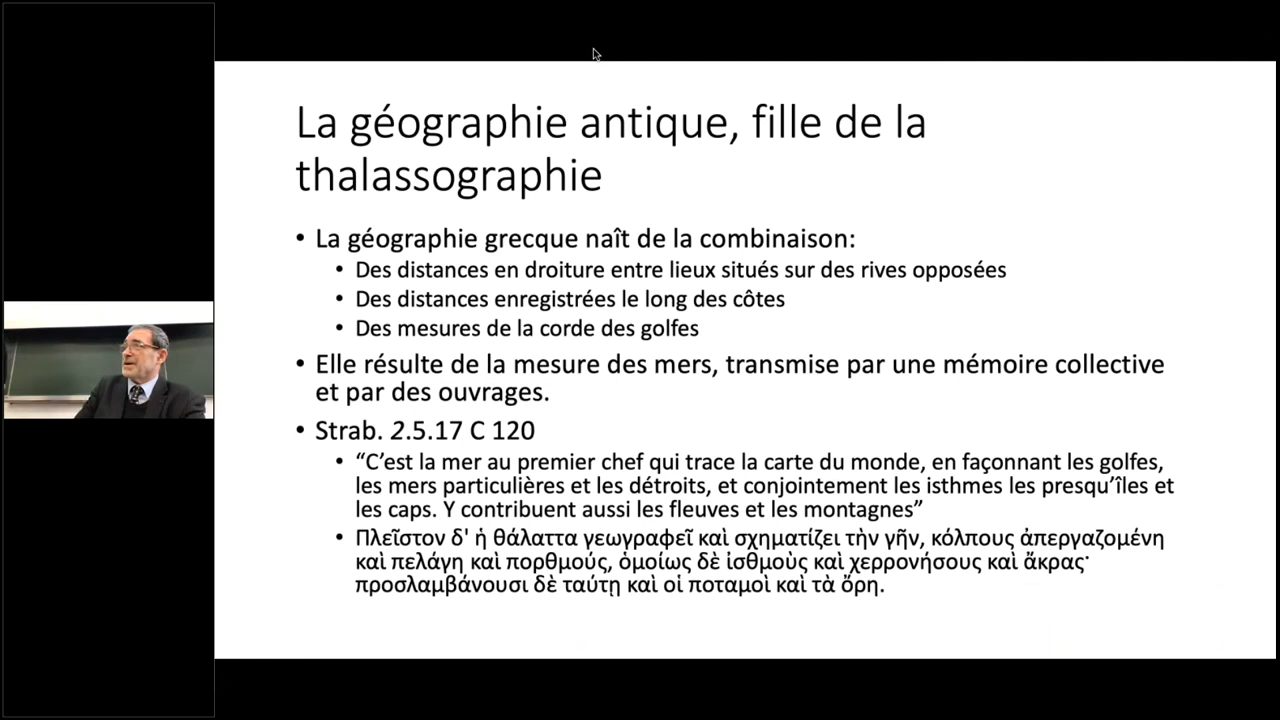 La géographie antique, fille de la
thalassographie
• La géographie grecque naît de la combinaison:
• Des distances en droiture entre lieux situés sur des rives opposées
• Des distances enregistrées le long des côtes
• Des mesures de la corde des golfes
• Elle résulte de la mesure des mers, transmise par une mémoire collective
et par des ouvrages.
• Strab. 2.5.17 C 120
• “C’est la mer au premier chef qui trace la carte du monde, en façonnant les golfes,
les mers particulières et les détroits, et conjointement les isthmes les presqu’îles et
les caps. Y contribuent aussi les fleuves et les montagnes”
• Πλεῖστον δ' ἡ θάλαττα γεωγραφεῖ καὶ σχηματίζει τὴν γῆν, κόλπους ἀπεργαζομένη
καὶ πελάγη καὶ πορθμούς, ὁμοίως δὲ ἰσθμοὺς καὶ χερρονήσους καὶ ἄκρας·
προσλαμβάνουσι δὲ ταύτῃ καὶ οἱ ποταμοὶ καὶ τὰ ὄρη.